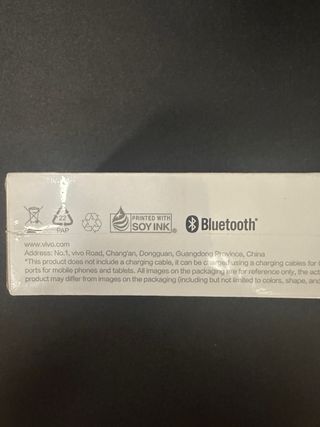 22
PAP
PRINTED WITH
SOY INK
Bluetooth®
www.vivo.com
Address: No.1, vivo Road, Chang'an, Dongguan, Guangdong Province, China
*This product does not include a charging cable, it can be charged using a charging cables for
ports for mobile phones and tablets. All images on the packaging are for reference only, the
product may differ from images on the packaging (including but not limited to colors, shape, and